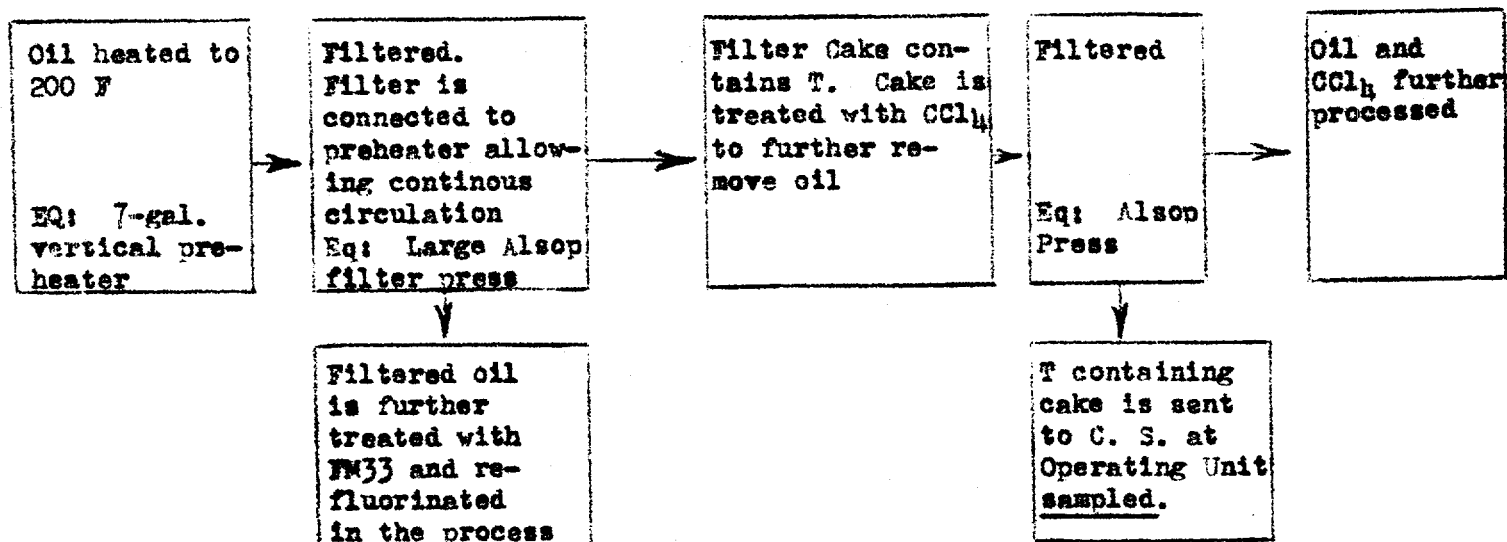 Oil heated to
200 F
EQ: 7-gal.
vertical pre-
heater
Filtered.
Filter is
connected to
preheater allow-
ing continous
circulation
Eq: Large Alsop
filter press
Filter Cake con-
tains T. Cake is
treated with CCl4
to further re-
move oil
Filtered
Eq: Alsop
Press
Oil and
CCl4 further
processed
Filtered oil
is further
treated with
FM33 and re-
fluorinated
in the process
T containing
cake is sent
to C. S. at
Operating Unit
sampled.